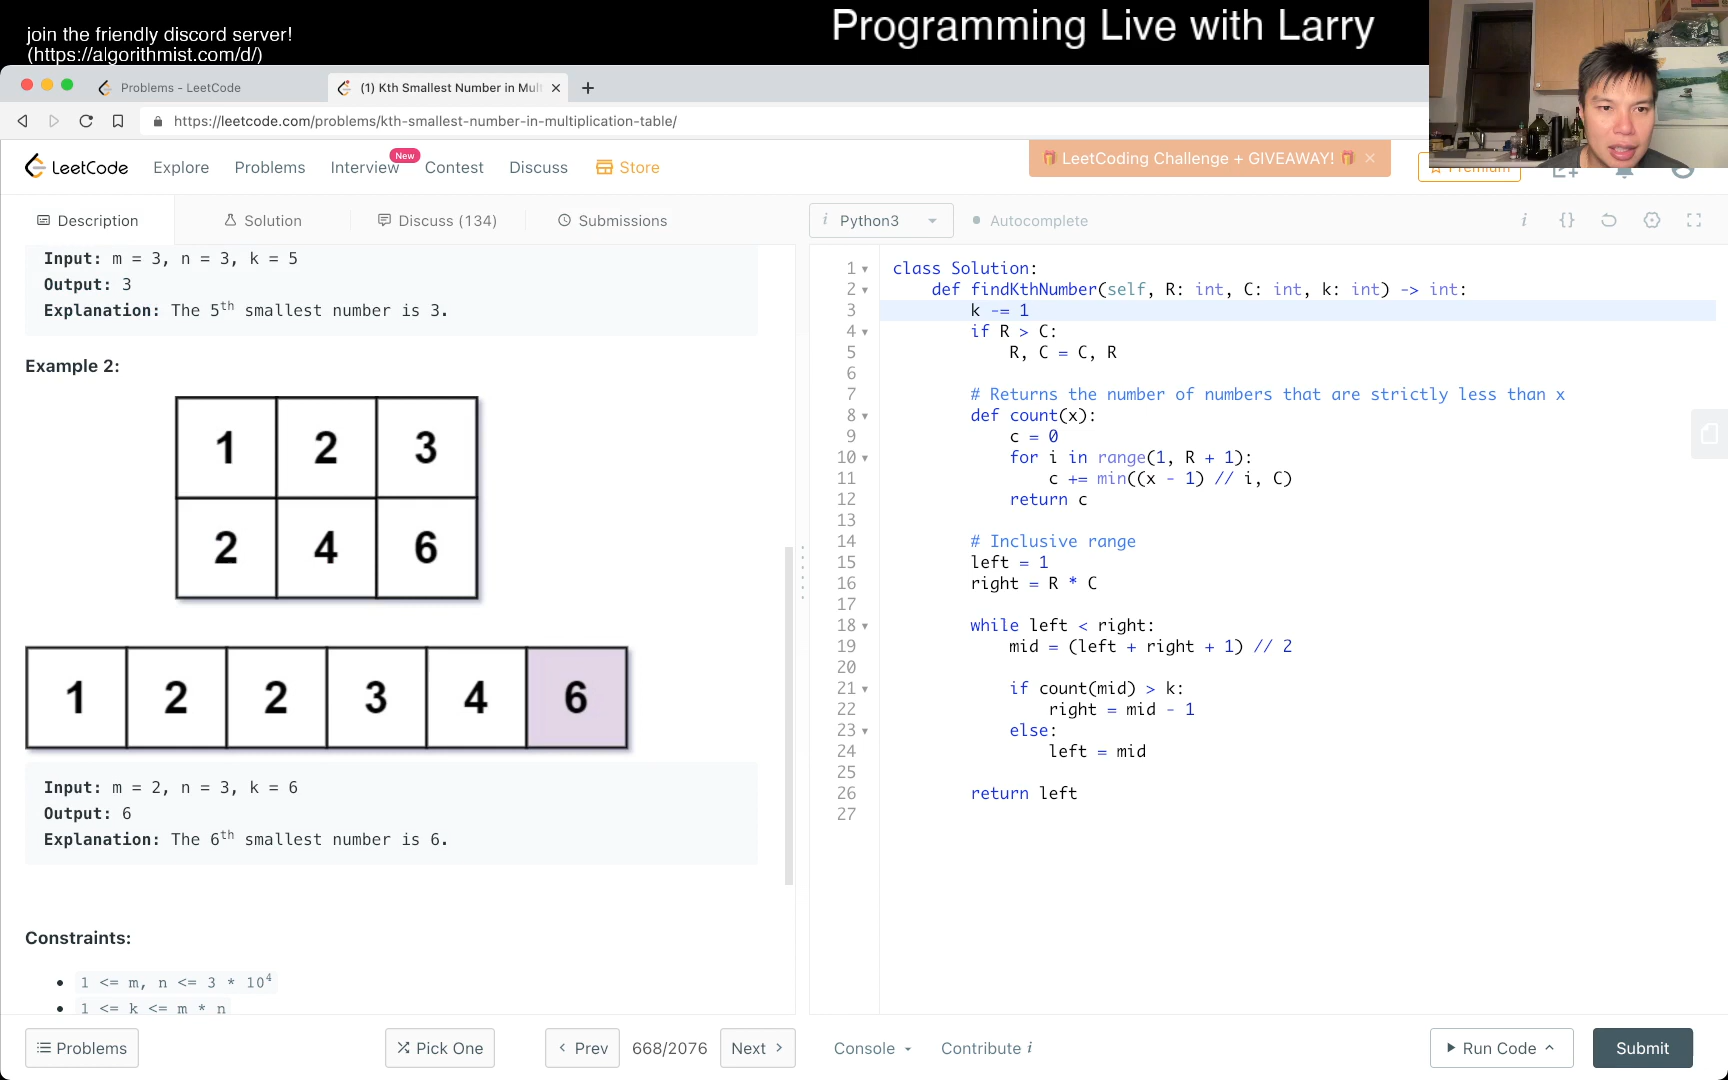 join the friendly discord server!
(https://algorithmist.com/d/)
Programming Live with Larry
Problems - LeetCode
(1) Kth Smallest Number in Mult
https://leetcode.com/problems/kth-smallest-number-in-multiplication-table/
LeetCode
Explore
Problems
Interview
New
Contest
Discuss
Store
LeetCoding Challenge + GIVEAWAY!
Premium
Description
Solution
Discuss (134)
Submissions
i Python3
Autocomplete
Input: m = 3, n = 3, k = 5
Output: 3
Explanation: The 5th smallest number is 3.
Example 2:
1 2 3
2 4 6
1 2 2 3 4 6
Input: m = 2, n = 3, k = 6
Output: 6
Explanation: The 6th smallest number is 6.
Constraints:
1 <= m, n <= 3 * 10^4
1 <= k <= m * n
1 class Solution:
2 def findKthNumber(self, R: int, C: int, k: int) -> int:
3 k -= 1
4 if R > C:
5 R, C = C, R
6
7 # Returns the number of numbers that are strictly less than x
8 def count(x):
9 c = 0
10 for i in range(1, R + 1):
11 c += min((x - 1) // i, C)
12 return c
13
14 # Inclusive range
15 left = 1
16 right = R * C
17
18 while left < right:
19 mid = (left + right + 1) // 2
20
21 if count(mid) > k:
22 right = mid - 1
23 else:
24 left = mid
25
26 return left
27
Problems
Pick One
Prev
668/2076
Next
Console
Contribute i
Run Code
Submit